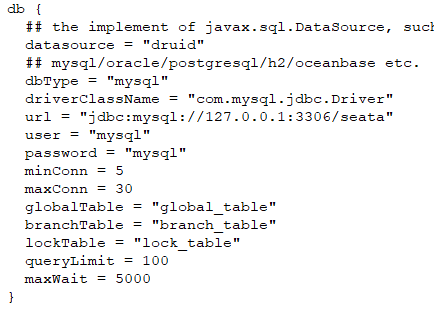 db {
  ## the implement of javax.sql.DataSource, such
  datasource = "druid"
  ## mysql/oracle/postgresql/h2/oceanbase etc.
  dbType = "mysql"
  driverClassName = "com.mysql.jdbc.Driver"
  url = "jdbc:mysql://127.0.0.1:3306/seata"
  user = "mysql"
  password = "mysql"
  minConn = 5
  maxConn = 30
  globalTable = "global_table"
  branchTable = "branch_table"
  lockTable = "lock_table"
  queryLimit = 100
  maxWait = 5000
}